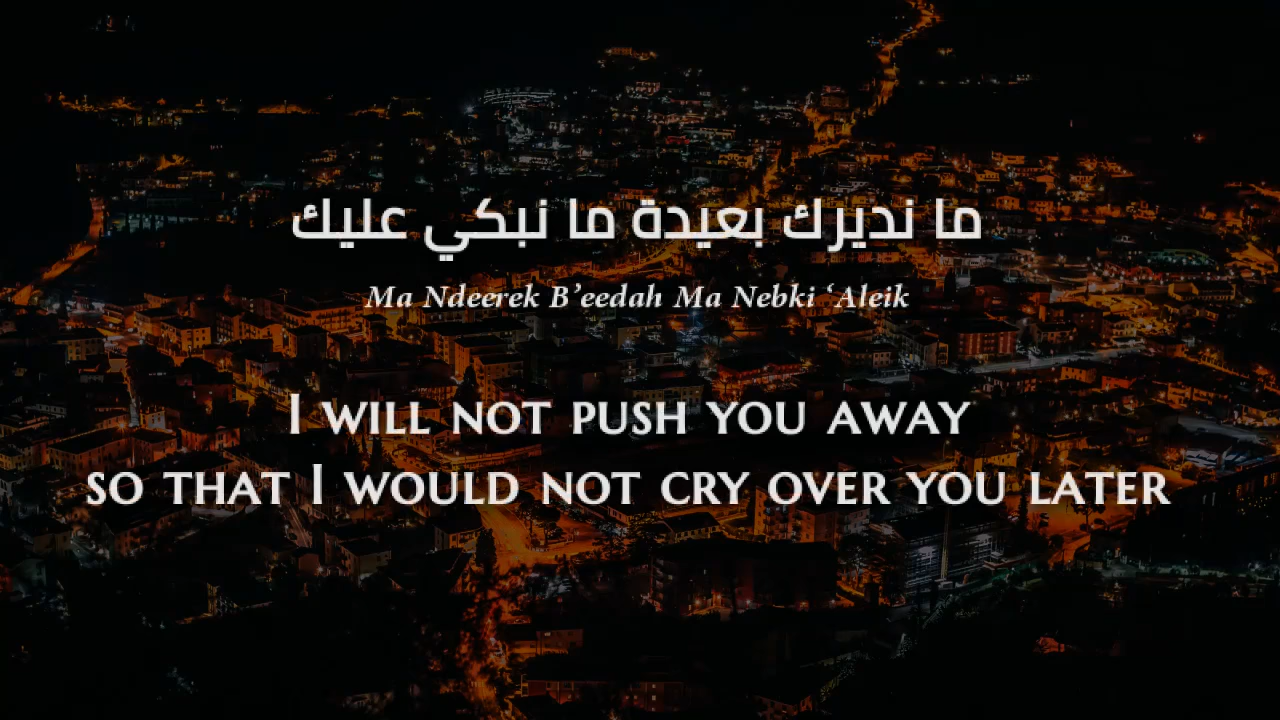 ما نديرك بعيدة ما نبكي عليك
Ma Ndeerek B’eedah Ma Nebki ‘Aleik
I will not push you away
so that I would not cry over you later